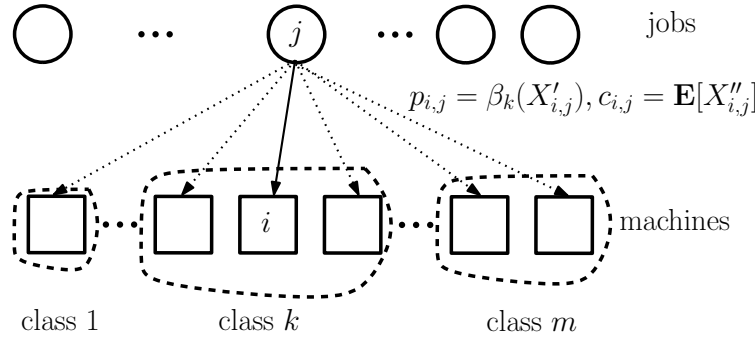 jobs
... j ...
p_{i,j} = β_k(X'_{i,j}), c_{i,j} = E[X''_{i,j}]
... i ...
machines
class 1 class k class m